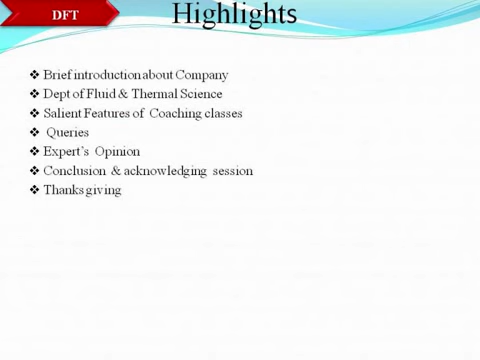 DFT
Highlights
❖ Brief introduction about Company
❖ Dept of Fluid & Thermal Science
❖ Salient Features of Coaching classes
❖ Queries
❖ Expert's Opinion
❖ Conclusion & acknowledging session
❖ Thanks giving